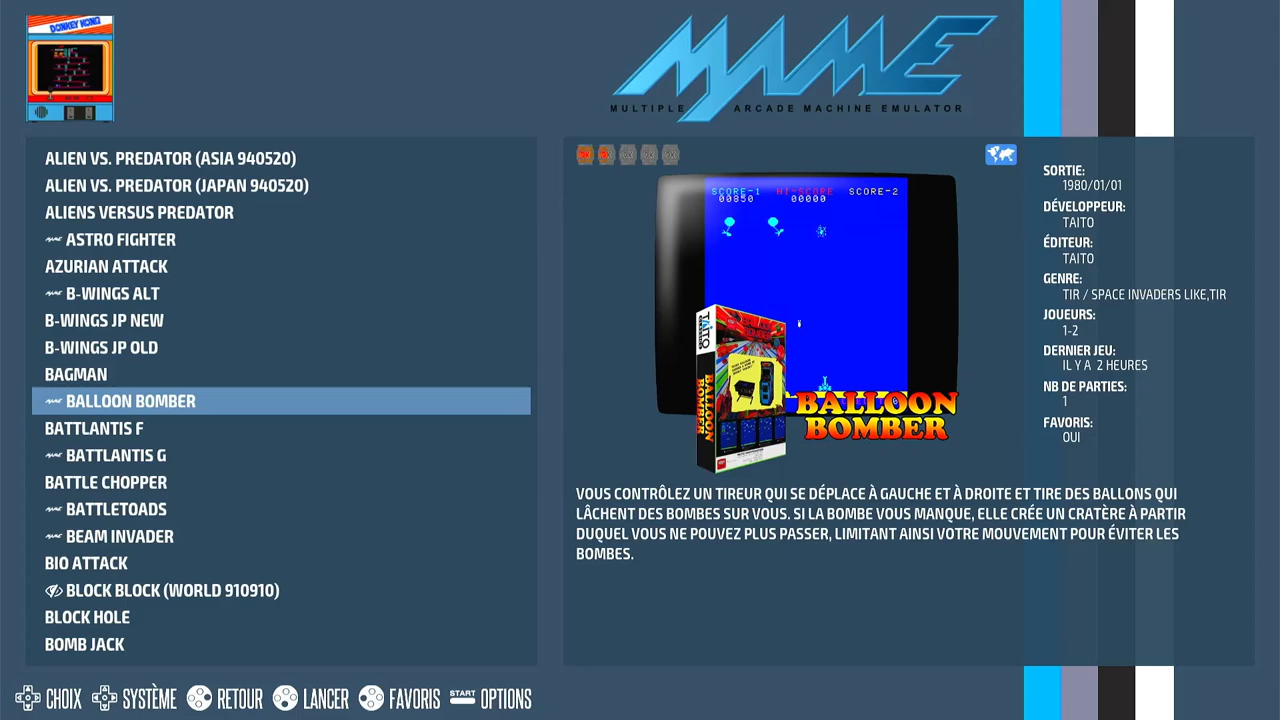 DONKEY KONG
MAME
MULTIPLE ARCADE MACHINE EMULATOR
ALIEN VS. PREDATOR (ASIA 940520)
ALIEN VS. PREDATOR (JAPAN 940520)
ALIENS VERSUS PREDATOR
ASTRO FIGHTER
AZURIAN ATTACK
B-WINGS ALT
B-WINGS JP NEW
B-WINGS JP OLD
BAGMAN
BALLOON BOMBER
BATTLANTIS F
BATTLANTIS G
BATTLE CHOPPER
BATTLETOADS
BEAM INVADER
BIO ATTACK
BLOCK BLOCK (WORLD 910910)
BLOCK HOLE
BOMB JACK
SCORE-1 HI-SCORE SCORE-2
00850 00000
TAITO
BALLOON BOMBER
BALLOON
BOMBER
VOUS CONTRÔLEZ UN TIREUR QUI SE DÉPLACE À GAUCHE ET À DROITE ET TIRE DES BALLONS QUI
LÂCHENT DES BOMBES SUR VOUS. SI LA BOMBE VOUS MANQUE, ELLE CRÉE UN CRATÈRE À PARTIR
DUQUEL VOUS NE POUVEZ PLUS PASSER, LIMITANT AINSI VOTRE MOUVEMENT POUR ÉVITER LES
BOMBES.
SORTIE:
1980/01/01
DÉVELOPPEUR:
TAITO
ÉDITEUR:
TAITO
GENRE:
TIR / SPACE INVADERS LIKE,TIR
JOUEURS:
1-2
DERNIER JEU:
IL Y A 2 HEURES
NB DE PARTIES:
1
FAVORIS:
OUI
CHOIX SYSTÈME RETOUR LANCER FAVORIS START OPTIONS